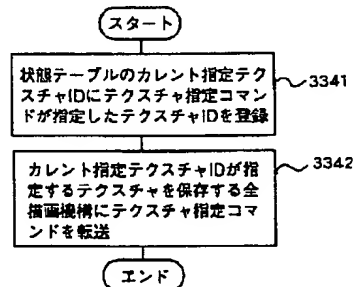 スタート
状態テーブルのカレント指定テク
スチャIDにテクスチャ指定コマン
ドが指定したテクスチャIDを登録
3341
カレント指定テクスチャIDが指
定するテクスチャを保存する全
描画機構にテクスチャ指定コマ
ンドを転送
3342
エンド